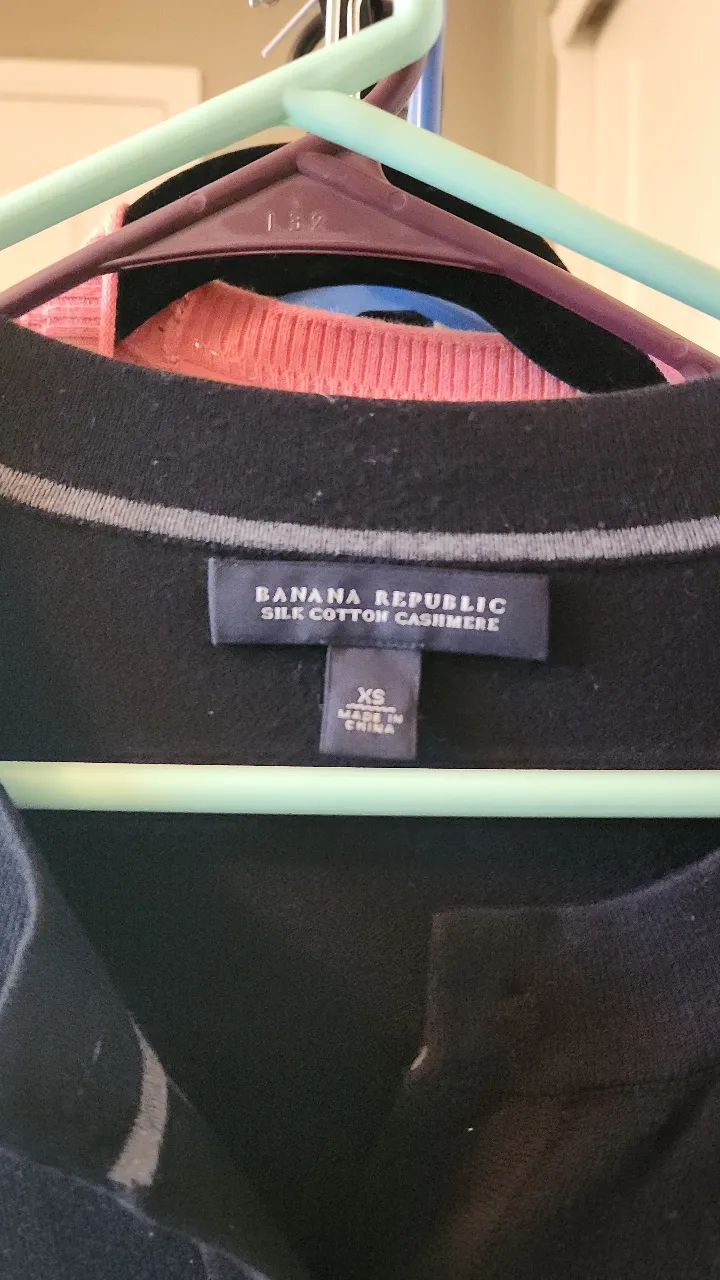 132
BANANA REPUBLIC
SILK COTTON CASHMERE
XS
MADE IN
CHINA